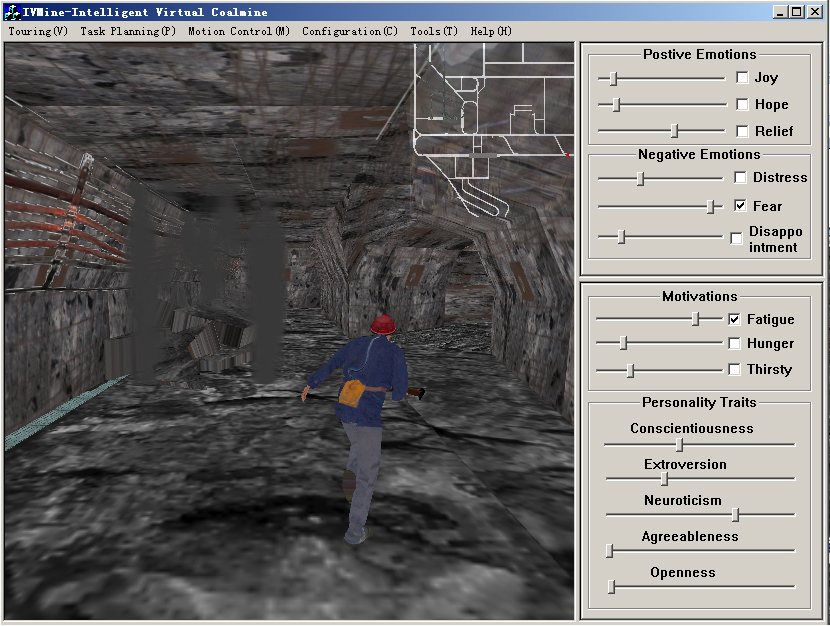 IVMine-Intelligent Virtual Coalmine
Touring(V) Task Planning(P) Motion Control(M) Configuration(C) Tools(T) Help(H)
Postive Emotions
Joy
Hope
Relief
Negative Emotions
Distress
Fear
Disappo
intment
Motivations
Fatigue
Hunger
Thirsty
Personality Traits
Conscientiousness
Extroversion
Neuroticism
Agreeableness
Openness